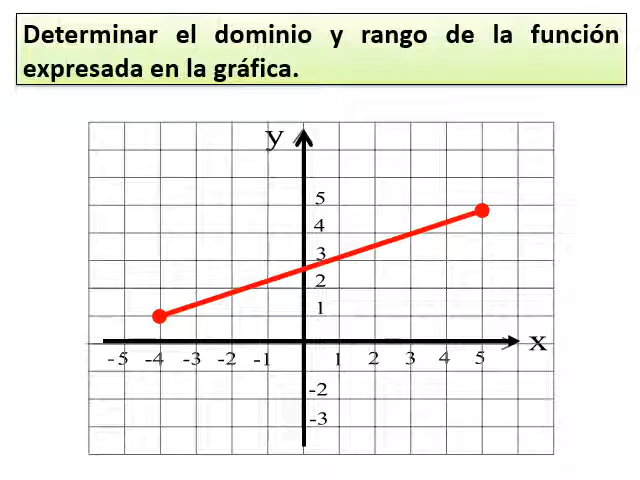 Determinar el dominio y rango de la función
expresada en la gráfica.
y
5
4
3
2
1
-5 -4 -3 -2 -1 1 2 3 4 5 x
-2
-3